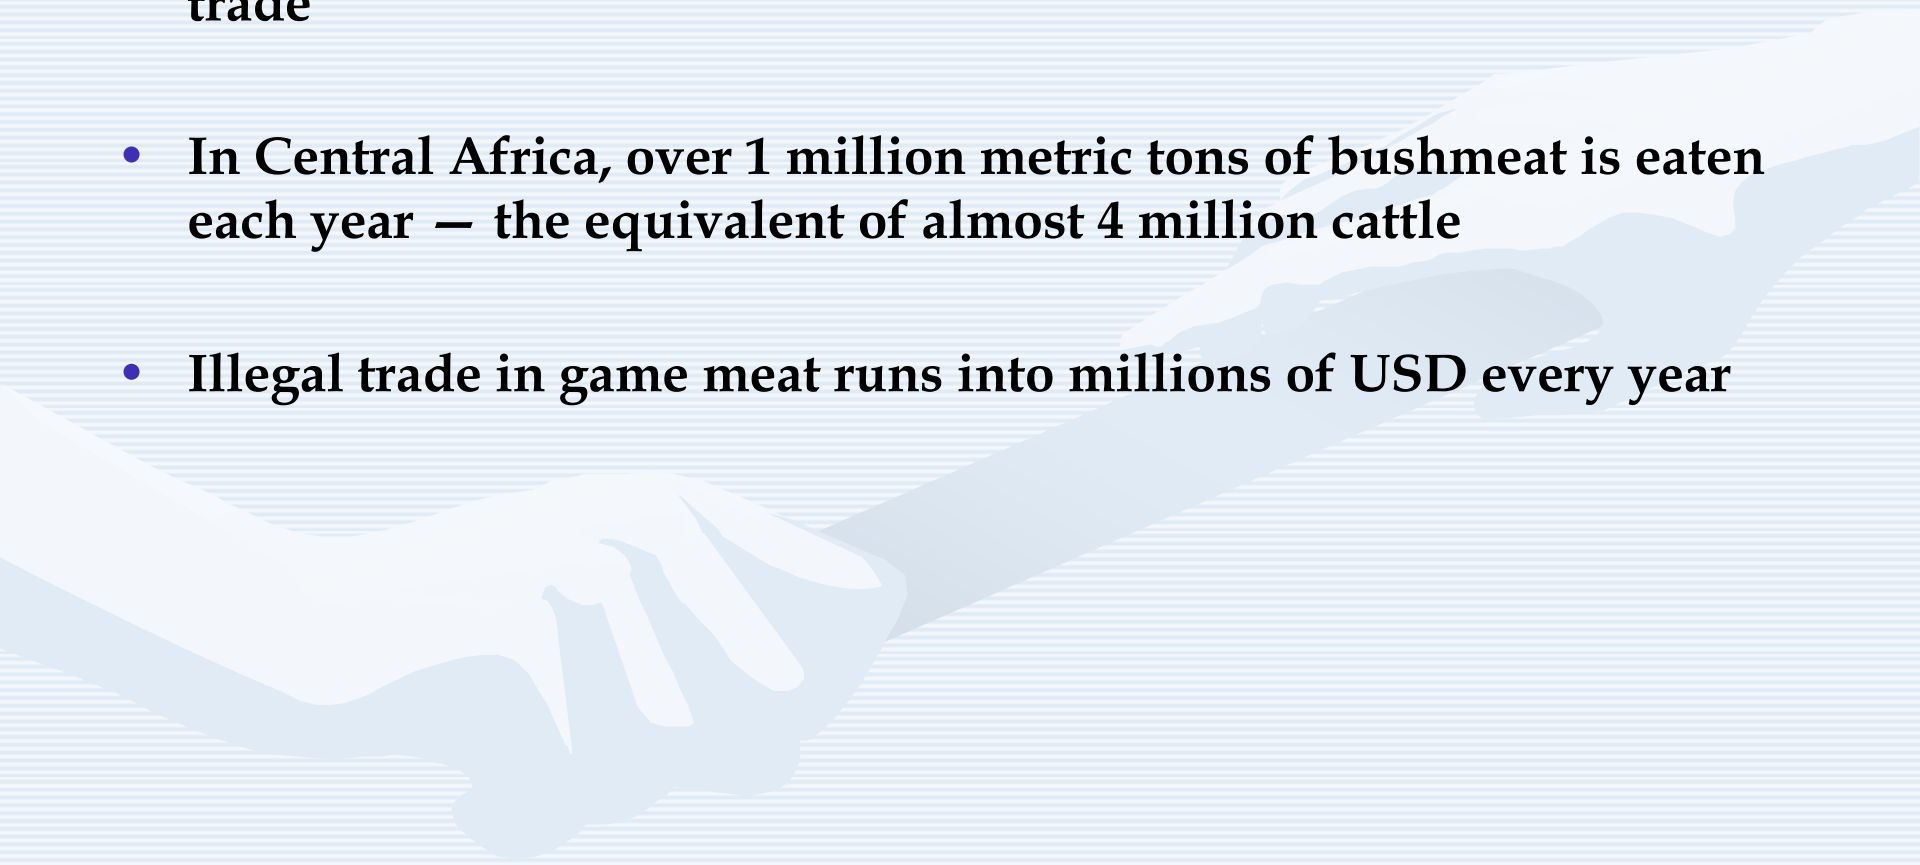 trade
• In Central Africa, over 1 million metric tons of bushmeat is eaten
each year — the equivalent of almost 4 million cattle
• Illegal trade in game meat runs into millions of USD every year